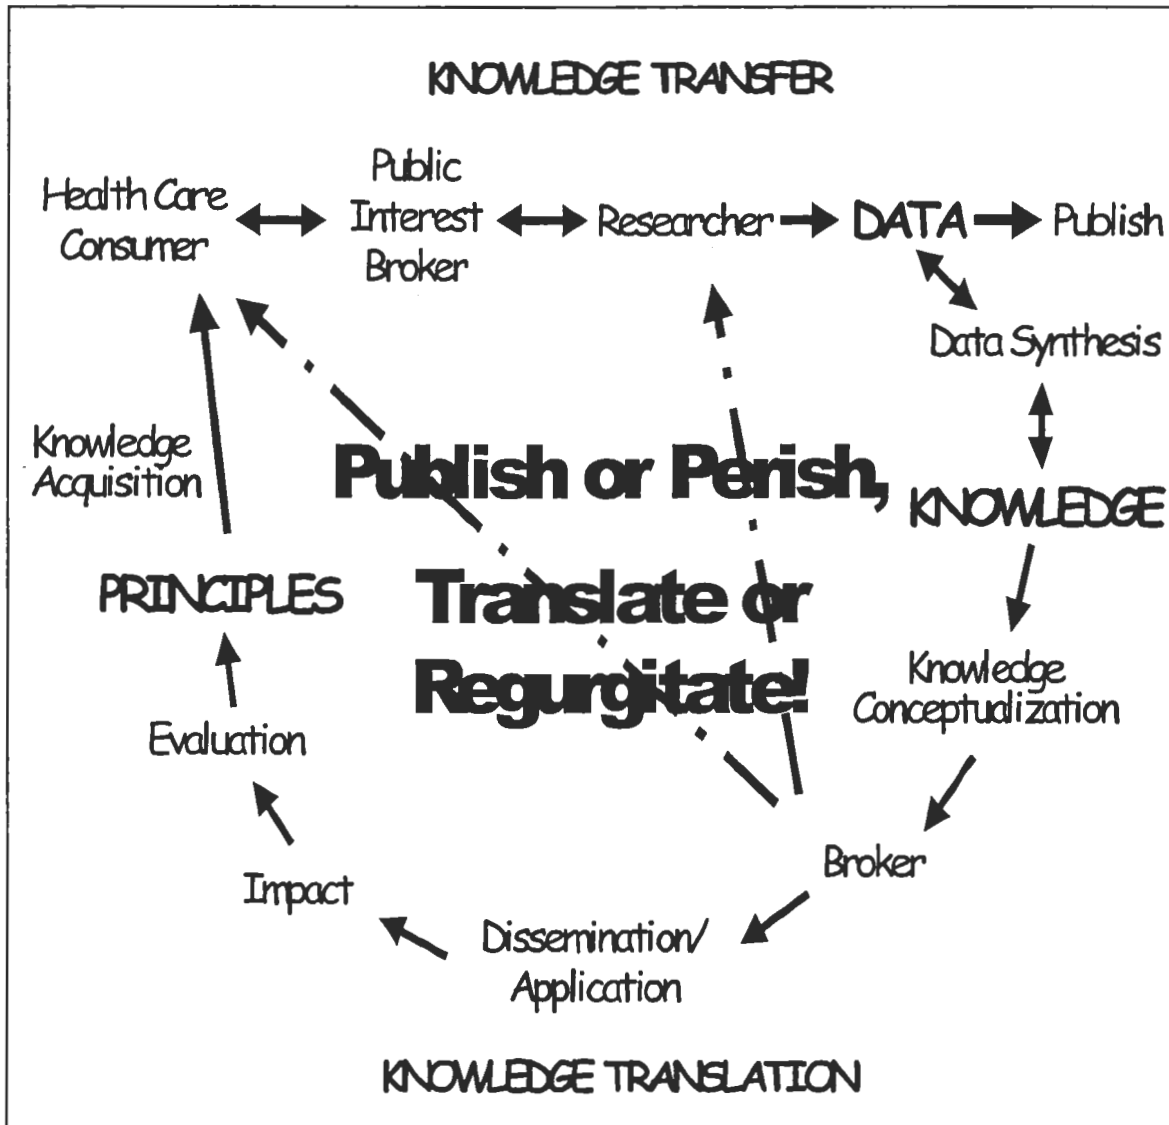 KNOWLEDGE TRANSFER
Health Care
Consumer
Public
Interest
Broker
Researcher
DATA
Publish
Data Synthesis
KNOWLEDGE
Knowledge
Conceptualization
Broker
Dissemination/
Application
Impact
Evaluation
PRINCIPLES
Knowledge
Acquisition
Publish or Perish,
Translate or
Regurgitate!
KNOWLEDGE TRANSLATION